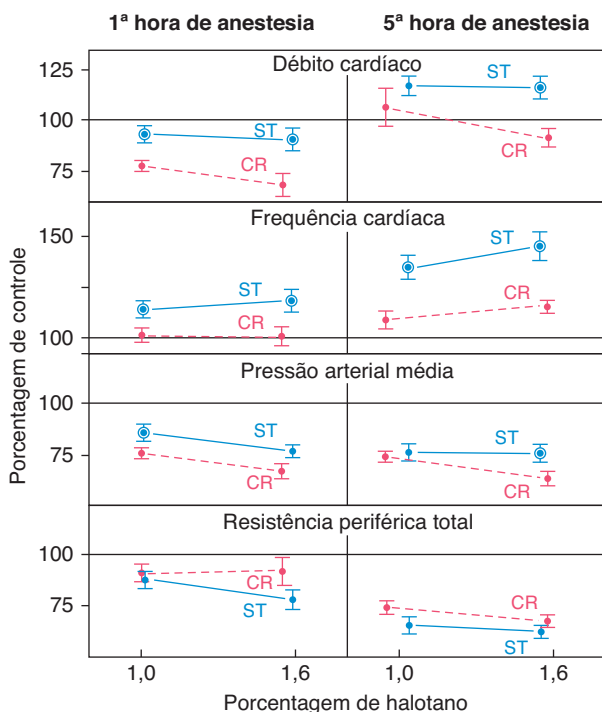 1ª hora de anestesia 5ª hora de anestesia
Débito cardíaco
125
100
75
ST
CR
ST
CR
Frequência cardíaca
150
100
ST
CR
ST
CR
Pressão arterial média
100
75
ST
CR
ST
CR
Resistência periférica total
100
75
CR
ST
CR
ST
1,0 1,6 1,0 1,6
Porcentagem de halotano
Porcentagem de controle